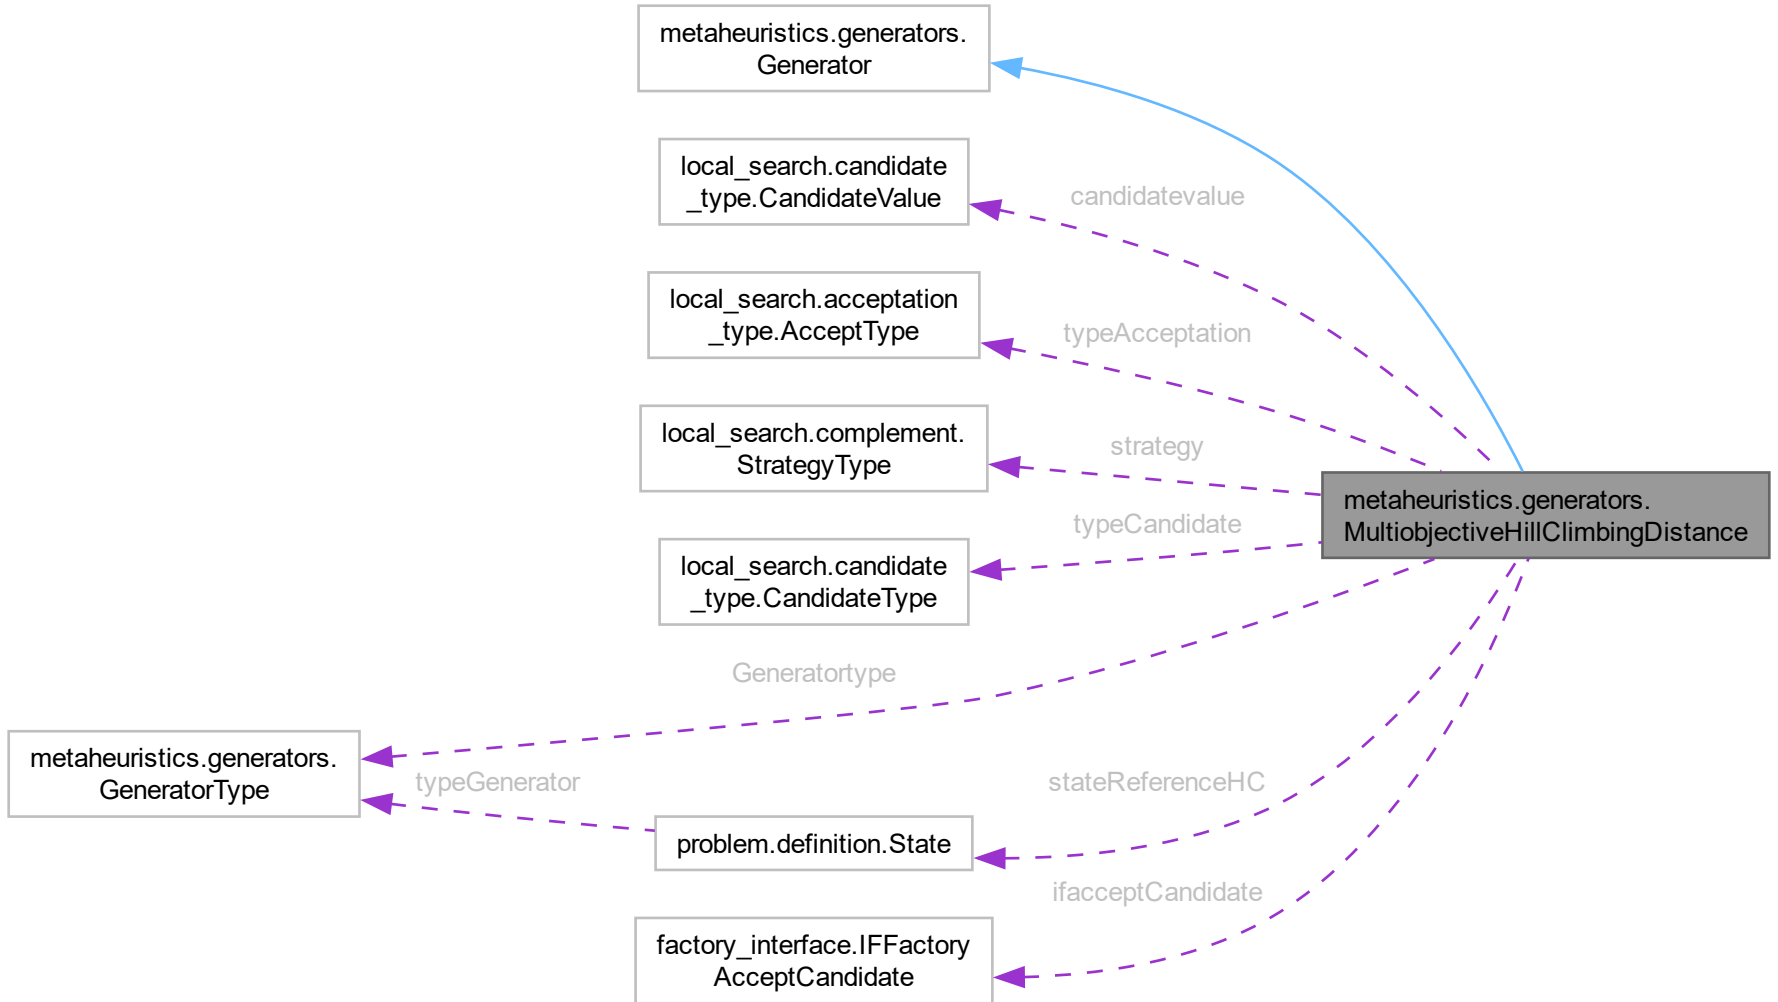 metaheuristics.generators.
Generator
local_search.candidate
_type.CandidateValue
candidatevalue
local_search.acceptation
_type.AcceptType
typeAcceptation
local_search.complement.
StrategyType
strategy
metaheuristics.generators.
MultiobjectiveHillClimbingDistance
typeCandidate
local_search.candidate
_type.CandidateType
Generatortype
metaheuristics.generators.
GeneratorType
typeGenerator
stateReferenceHC
problem.definition.State
ifacceptCandidate
factory_interface.IFFactory
AcceptCandidate